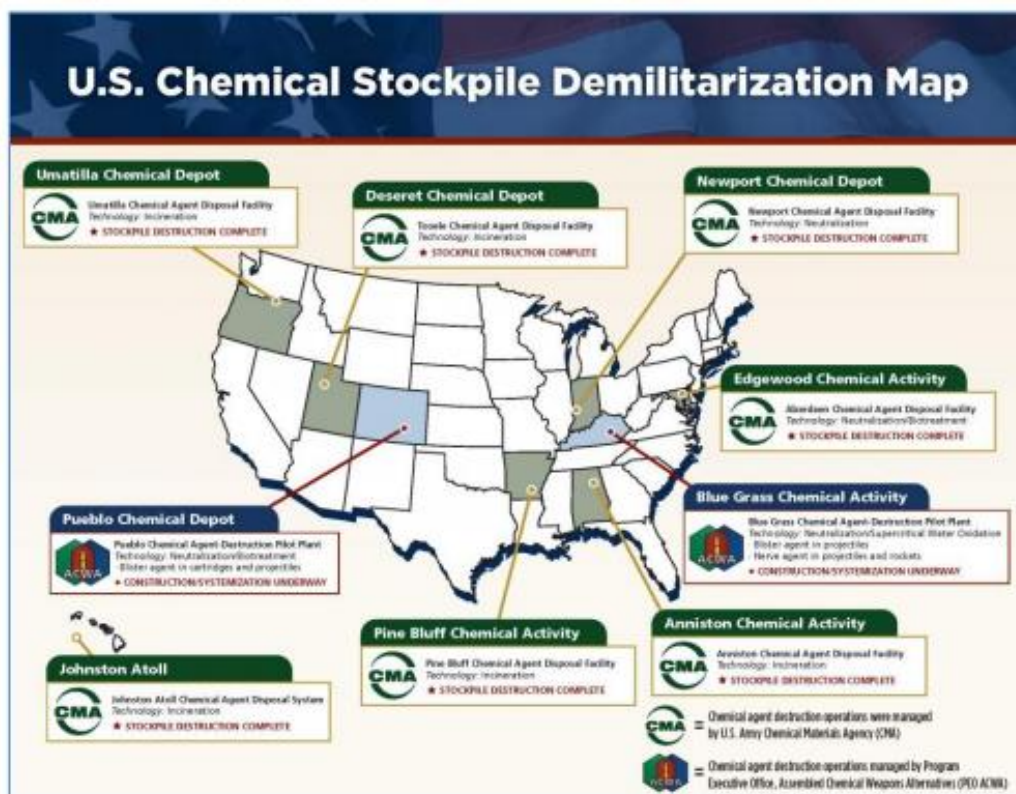 U.S. Chemical Stockpile Demilitarization Map
Umatilla Chemical Depot
CMA
Umatilla Chemical Agent Disposal Facility
Technology: Incineration
★ STOCKPILE DESTRUCTION COMPLETE
Deseret Chemical Depot
CMA
Tooele Chemical Agent Disposal Facility
Technology: Incineration
★ STOCKPILE DESTRUCTION COMPLETE
Newport Chemical Depot
CMA
Newport Chemical Agent Disposal Facility
Technology: Neutralization
★ STOCKPILE DESTRUCTION COMPLETE
Edgewood Chemical Activity
CMA
Aberdeen Chemical Agent Disposal Facility
Technology: Neutralization/Biotreatment
★ STOCKPILE DESTRUCTION COMPLETE
Pueblo Chemical Depot
ACWA
Pueblo Chemical Agent-Destruction Pilot Plant
Technology: Neutralization/Biotreatment
- Blister agent in cartridges and projectiles
★ CONSTRUCTION/SYSTEMIZATION UNDERWAY
Blue Grass Chemical Activity
ACWA
Blue Grass Chemical Agent-Destruction Pilot Plant
Technology: Neutralization/Supercritical Water Oxidation
- Blister agent in projectiles
- Nerve agent in projectiles and rockets
★ CONSTRUCTION/SYSTEMIZATION UNDERWAY
Johnston Atoll
CMA
Johnston Atoll Chemical Agent Disposal System
Technology: Incineration
★ STOCKPILE DESTRUCTION COMPLETE
Pine Bluff Chemical Activity
CMA
Pine Bluff Chemical Agent Disposal Facility
Technology: Incineration
★ STOCKPILE DESTRUCTION COMPLETE
Anniston Chemical Activity
CMA
Anniston Chemical Agent Disposal Facility
Technology: Incineration
★ STOCKPILE DESTRUCTION COMPLETE
CMA = Chemical agent destruction operations were managed
by U.S. Army Chemical Materials Agency (CMA)
ACWA = Chemical agent destruction operations managed by Program
Executive Office, Assembled Chemical Weapons Alternatives (PEO ACWA)